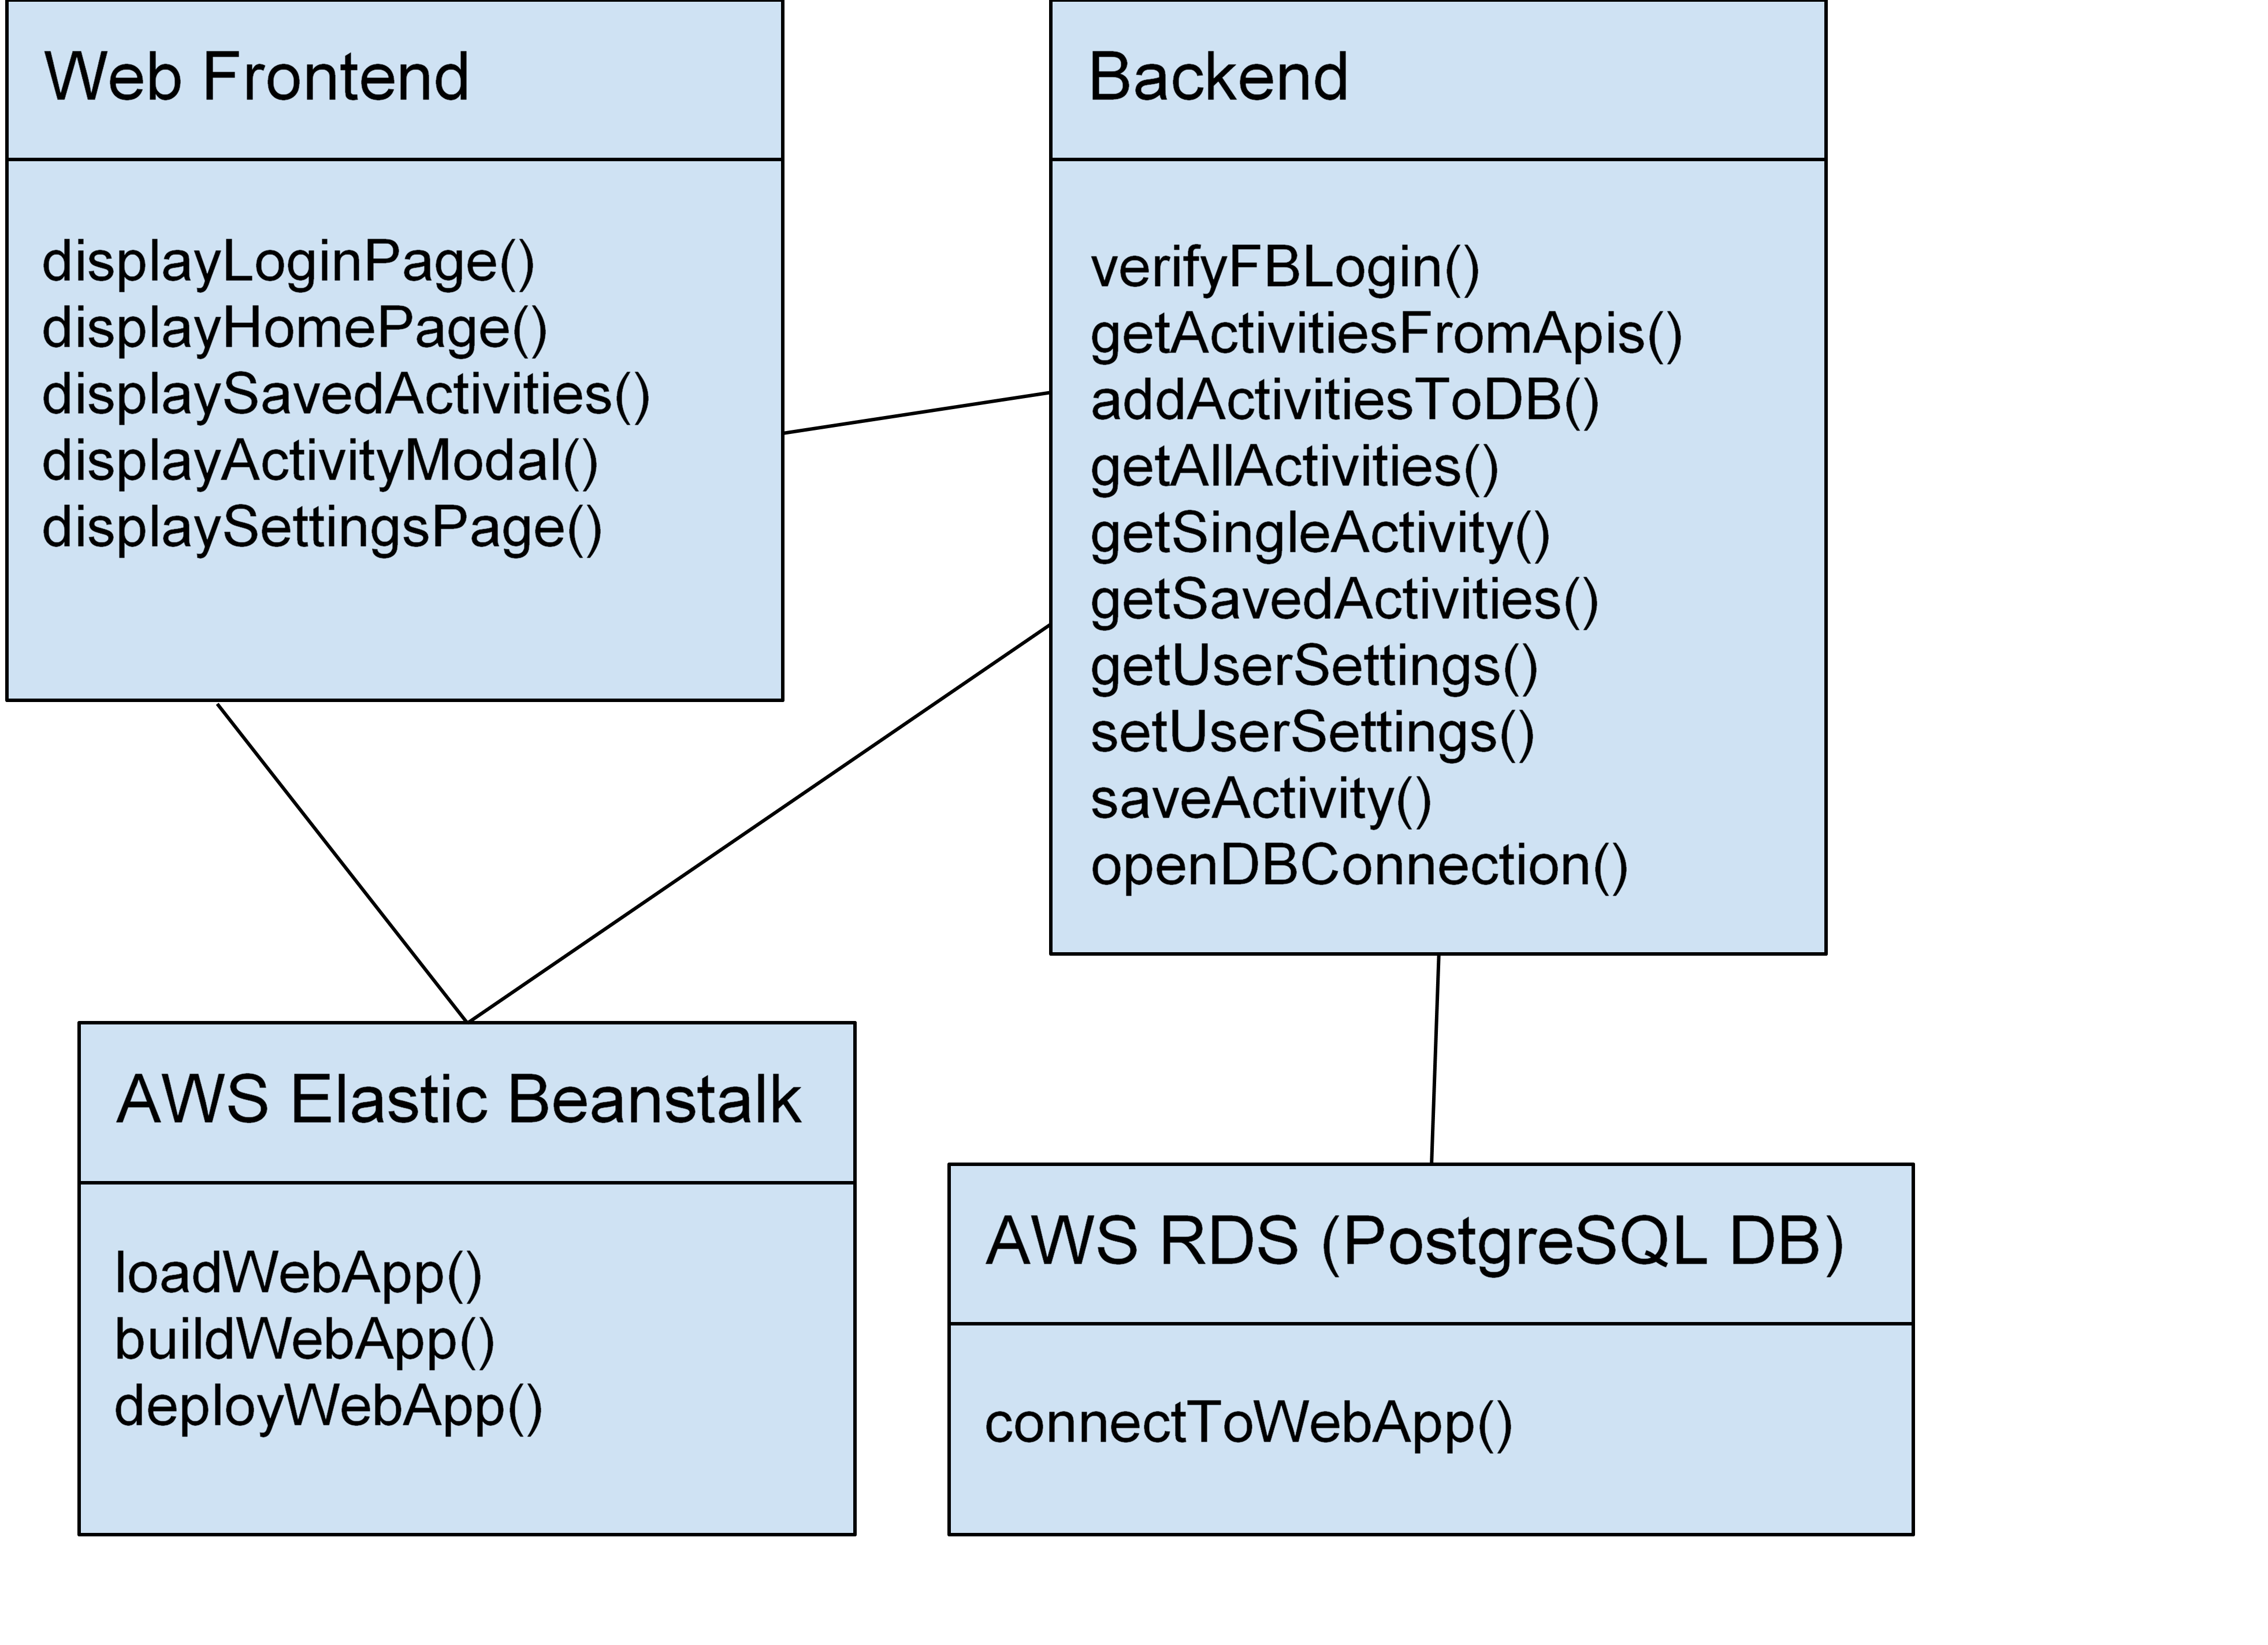 Web Frontend
displayLoginPage()
displayHomePage()
displaySavedActivities()
displayActivityModal()
displaySettingsPage()
Backend
verifyFBLogin()
getActivitiesFromApis()
addActivitiesToDB()
getAllActivities()
getSingleActivity()
getSavedActivities()
getUserSettings()
setUserSettings()
saveActivity()
openDBConnection()
AWS Elastic Beanstalk
loadWebApp()
buildWebApp()
deployWebApp()
AWS RDS (PostgreSQL DB)
connectToWebApp()